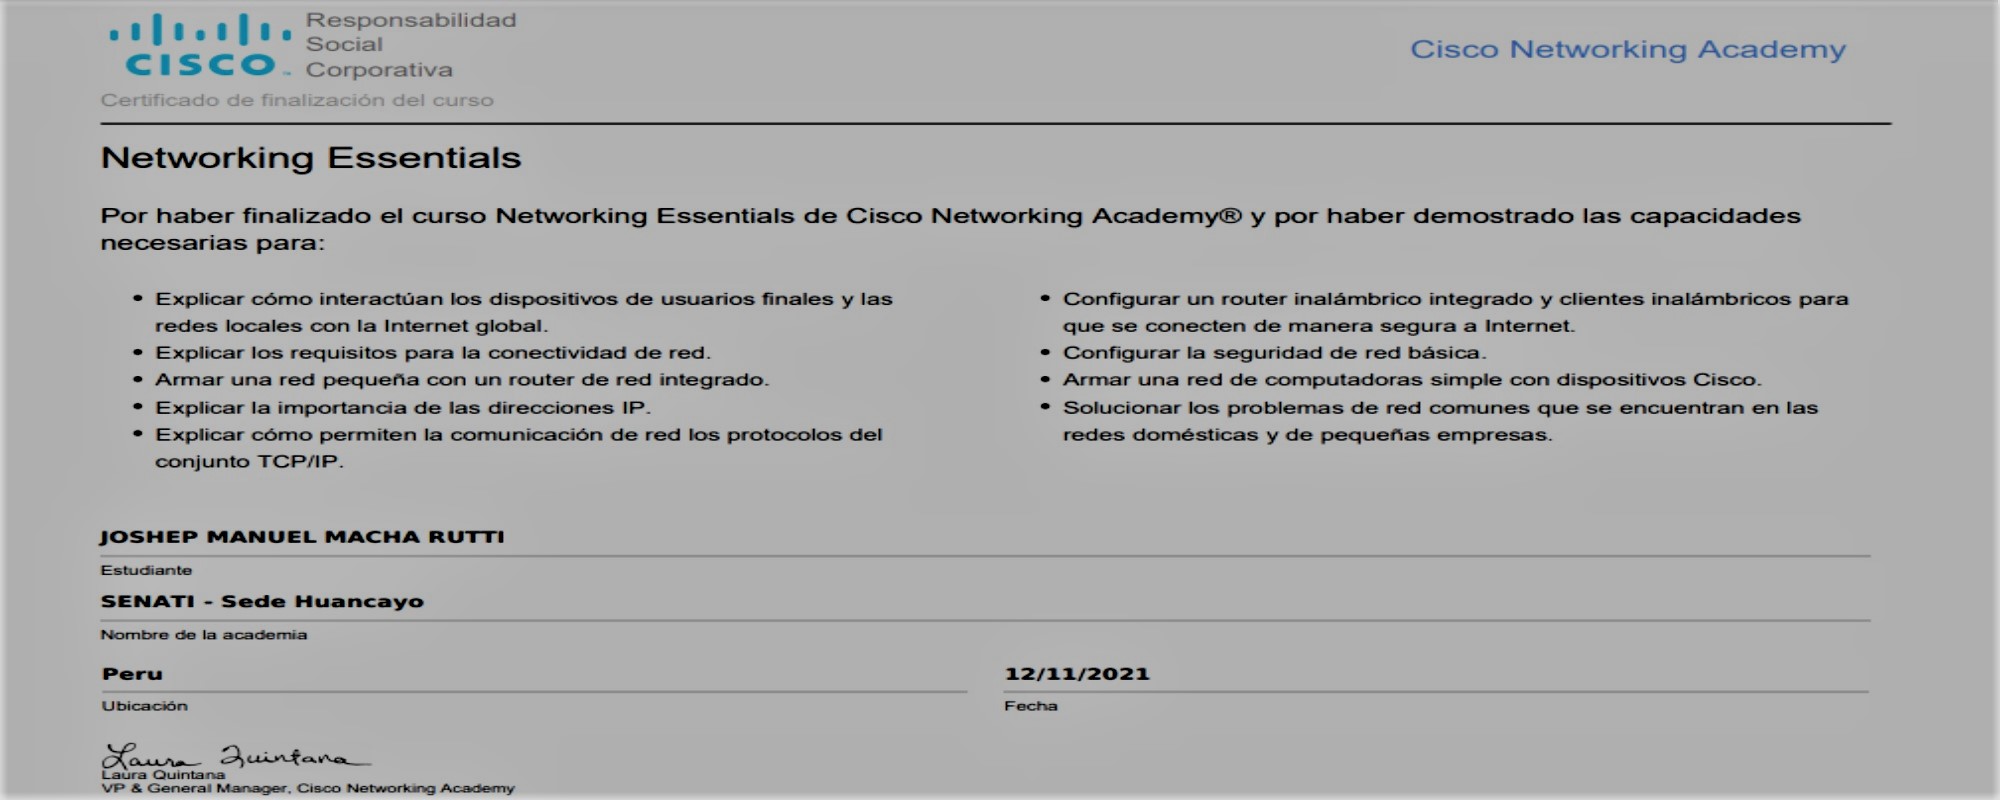 CISCO
Responsabilidad
Social
Corporativa
Cisco Networking Academy
Certificado de finalización del curso
Networking Essentials
Por haber finalizado el curso Networking Essentials de Cisco Networking Academy® y por haber demostrado las capacidades
necesarias para:
• Explicar cómo interactúan los dispositivos de usuarios finales y las
redes locales con la Internet global.
• Explicar los requisitos para la conectividad de red.
• Armar una red pequeña con un router de red integrado.
• Explicar la importancia de las direcciones IP.
• Explicar cómo permiten la comunicación de red los protocolos del
conjunto TCP/IP.
• Configurar un router inalámbrico integrado y clientes inalámbricos para
que se conecten de manera segura a Internet.
• Configurar la seguridad de red básica.
• Armar una red de computadoras simple con dispositivos Cisco.
• Solucionar los problemas de red comunes que se encuentran en las
redes domésticas y de pequeñas empresas.
JOSHEP MANUEL MACHA RUTTI
Estudiante
SENATI - Sede Huancayo
Nombre de la academia
Peru
Ubicación
12/11/2021
Fecha
Laura Quintana
Laura Quintana
VP & General Manager, Cisco Networking Academy